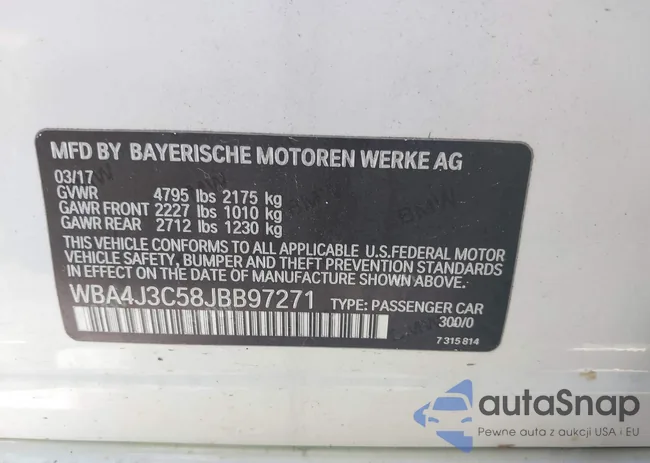 MFD BY BAYERISCHE MOTOREN WERKE AG
03/17
GVWR 4795 lbs 2175 kg
GAWR FRONT 2227 lbs 1010 kg
GAWR REAR 2712 lbs 1230 kg
THIS VEHICLE CONFORMS TO ALL APPLICABLE U.S.FEDERAL MOTOR
VEHICLE SAFETY, BUMPER AND THEFT PREVENTION STANDARDS
IN EFFECT ON THE DATE OF MANUFACTURE SHOWN ABOVE.
WBA4J3C58JBB97271 TYPE: PASSENGER CAR
300/0
7 315 814
autoSnap
Pewne auto z aukcji USA i EU